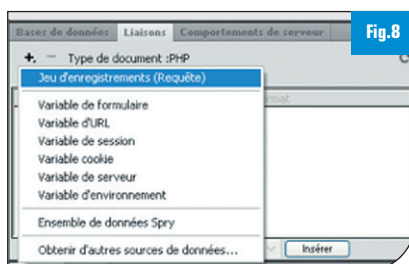 Bases de données Liaisons Comportements de serveur
Fig.8
Type de document :PHP
Jeu d'enregistrements (Requête)
Variable de formulaire
Variable d'URL
Variable de session
Variable cookie
Variable de serveur
Variable d'environnement
Ensemble de données Spry
Obtenir d'autres sources de données...
Insérer